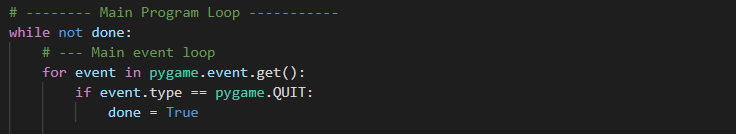 # -------- Main Program Loop -----------
while not done:
    # --- Main event loop
    for event in pygame.event.get():
        if event.type == pygame.QUIT:
            done = True